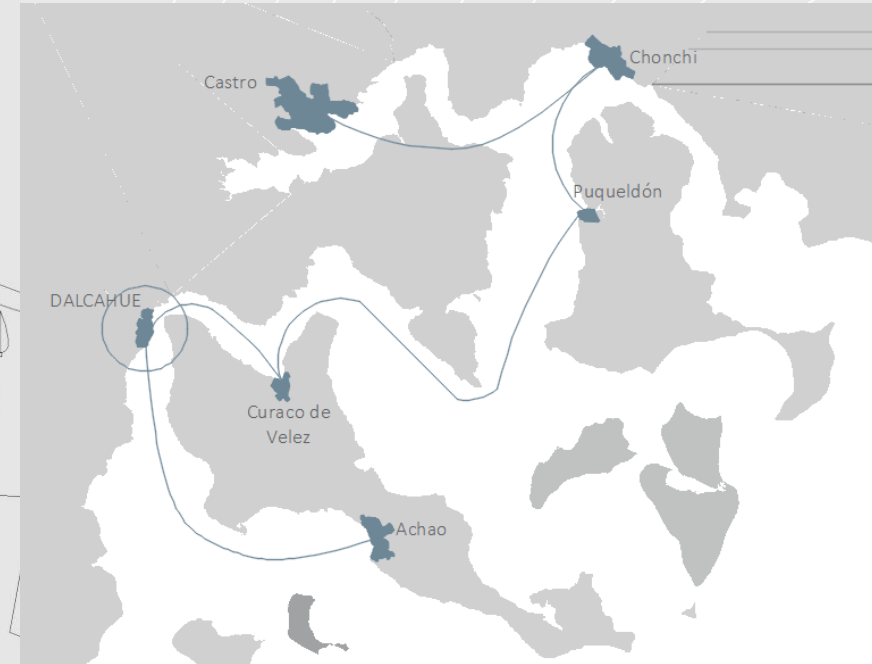 Chonchi
Castro
Puqueldón
DALCAHUE
Curaco de
Velez
Achao